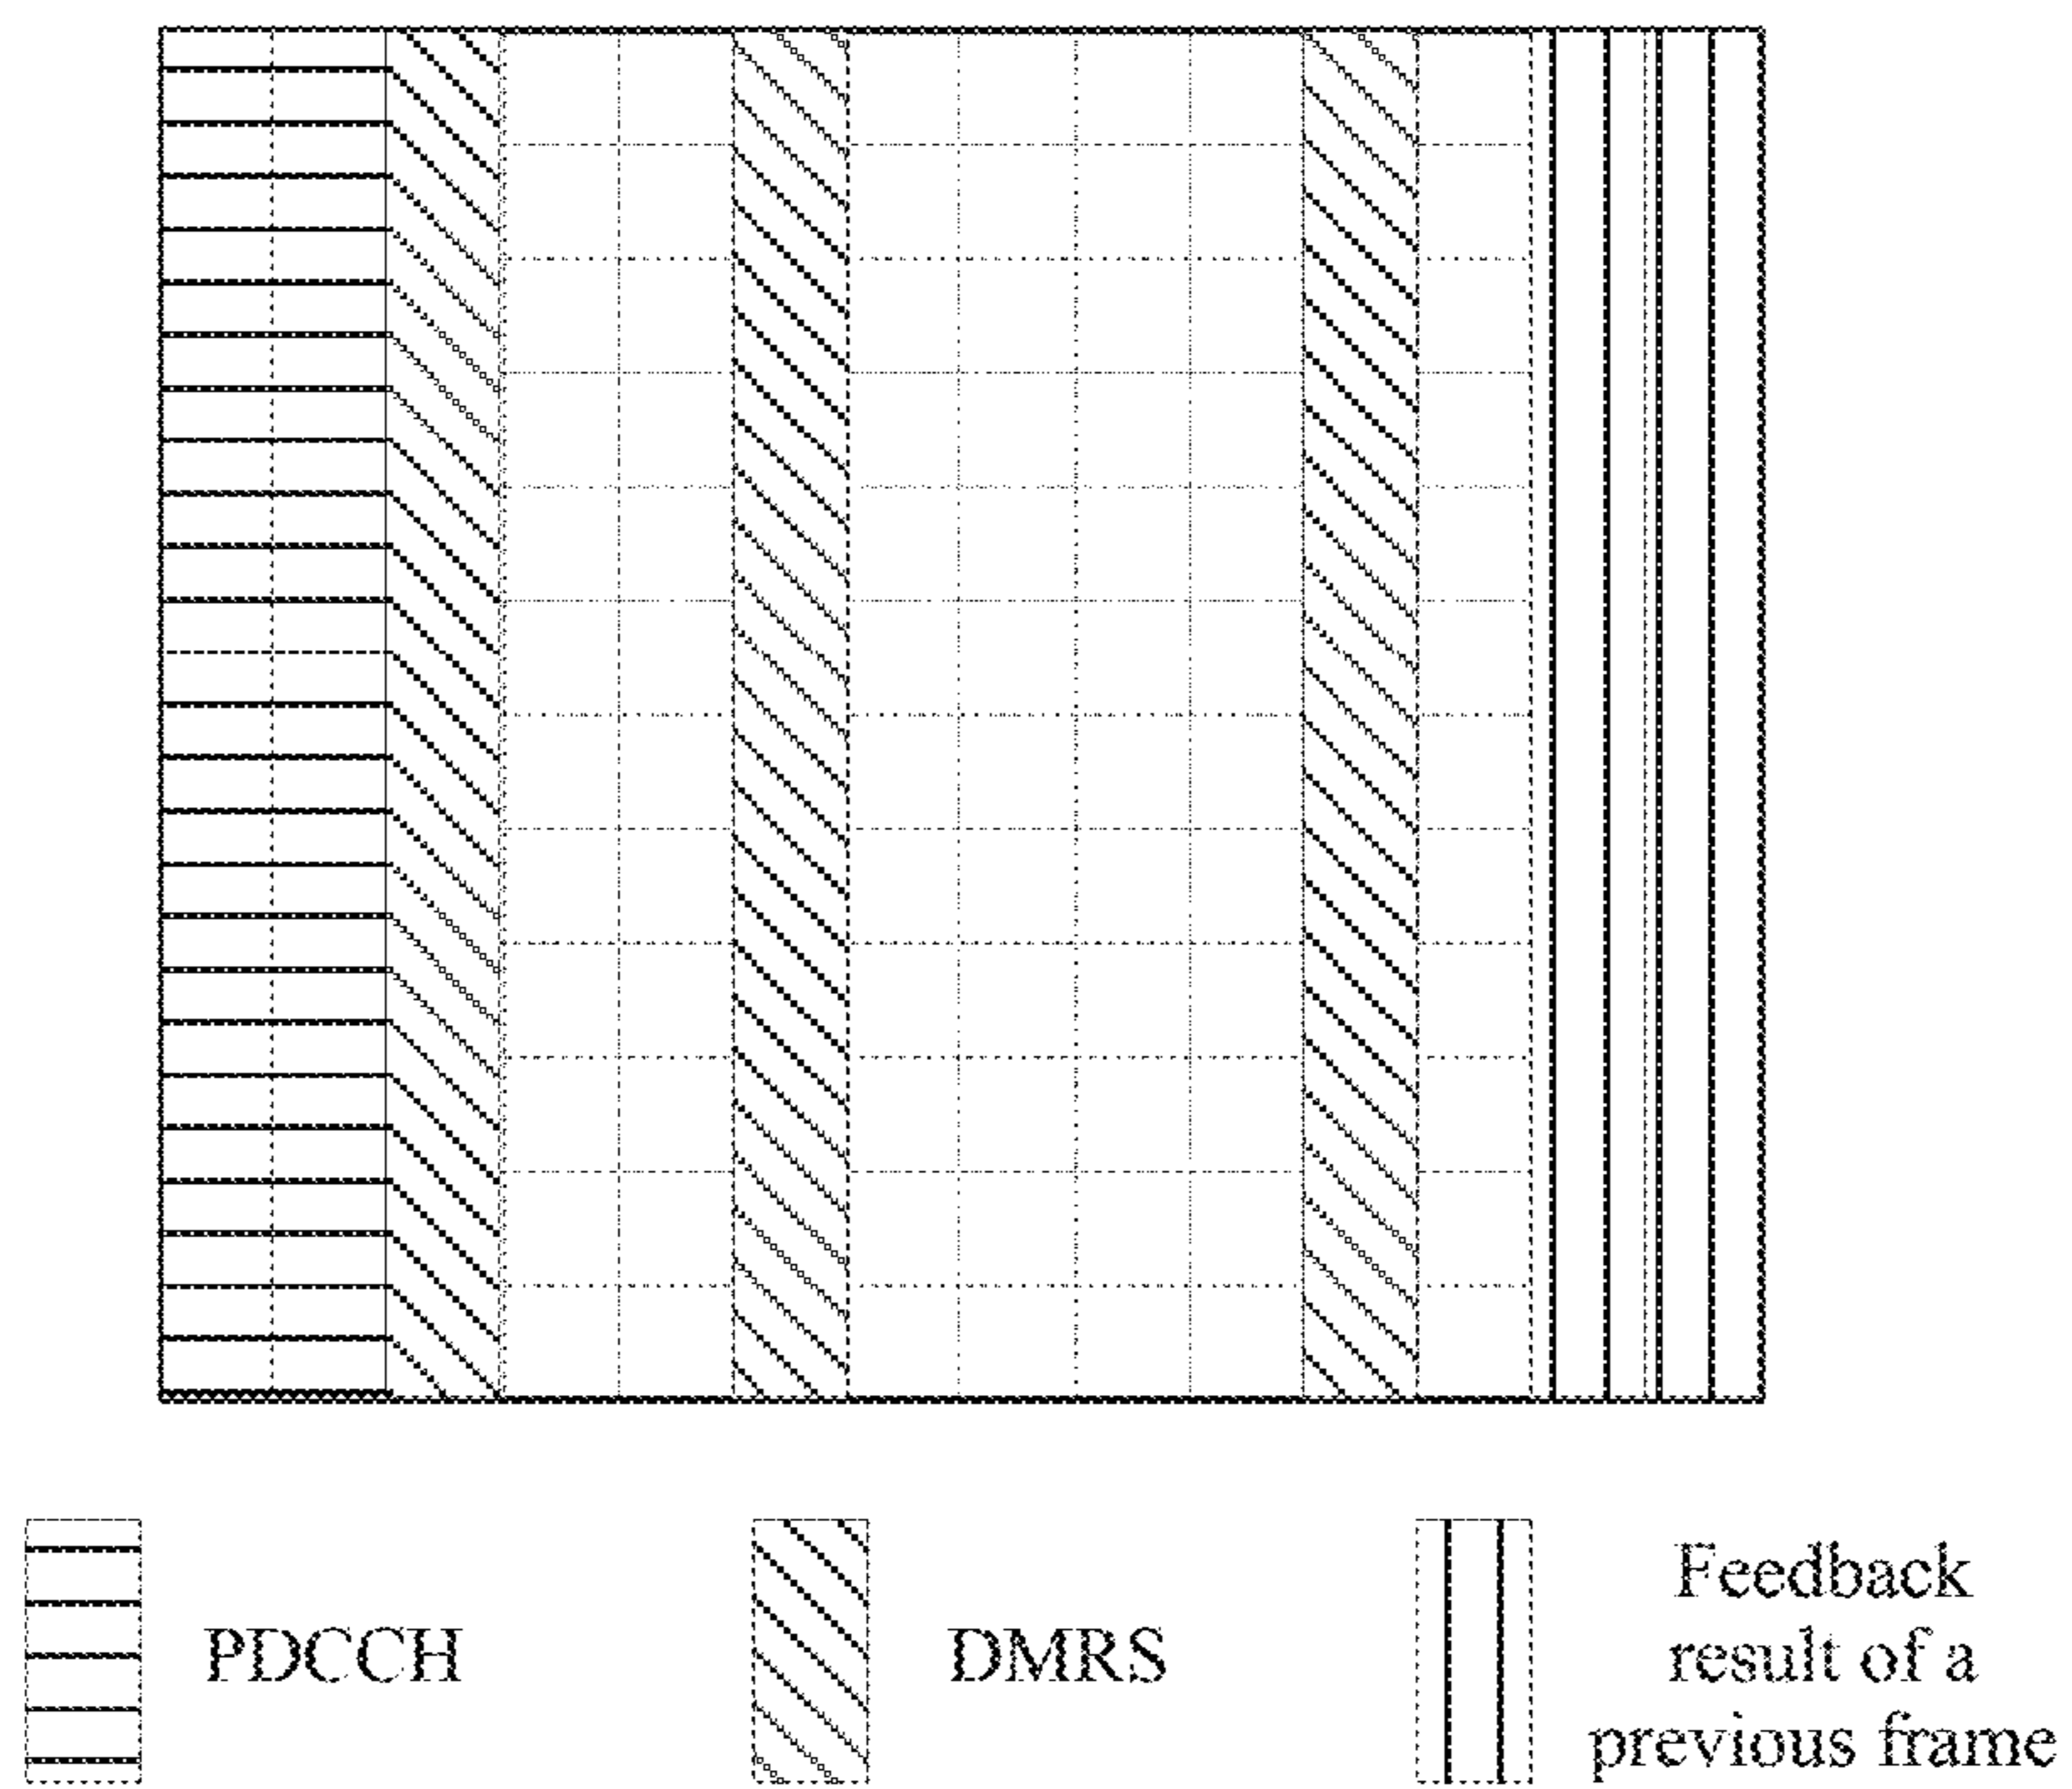 PDCCH
DMRS
Feedback
result of a
previous frame